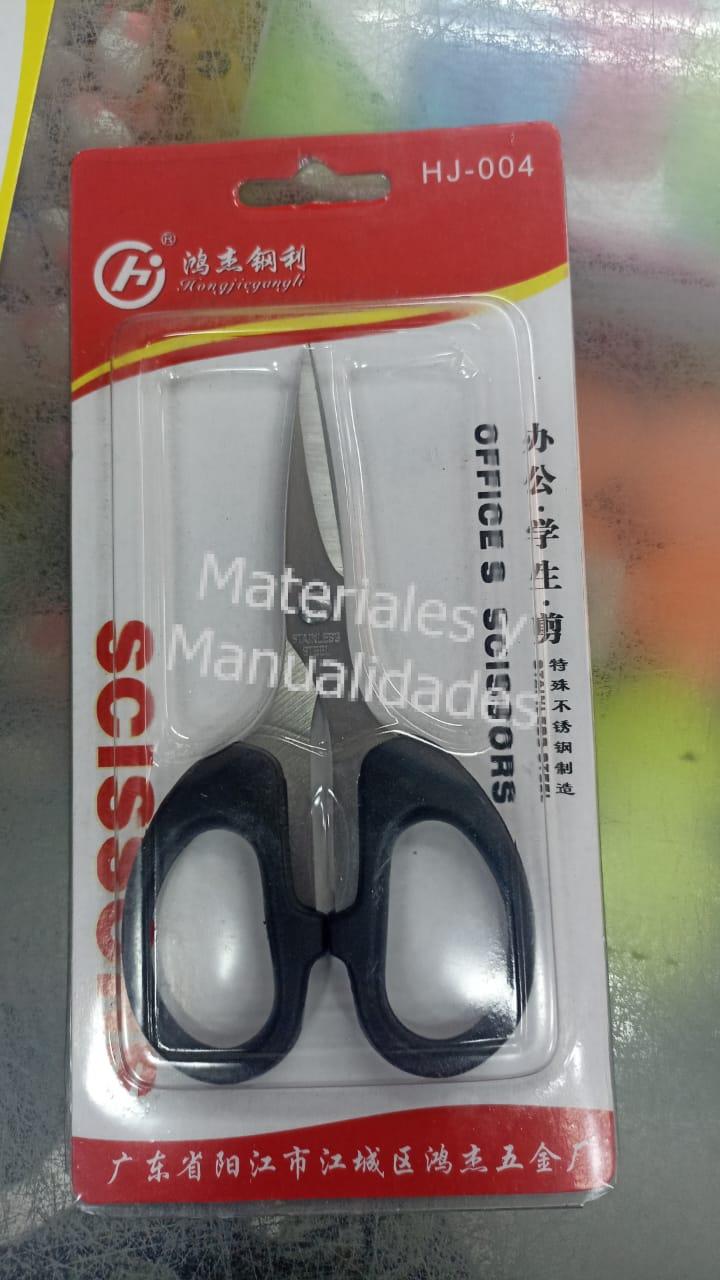 HJ-004
®
鸿杰钢利
Hongjiegangli
办公·学生·剪
OFFICE S SCISSORS
特殊不锈钢制造
STAINLESS STEEL
STAINLESS
STEEL
Materiales y
Manualidades
SCISSORS
广东省阳江市江城区鸿杰五金厂